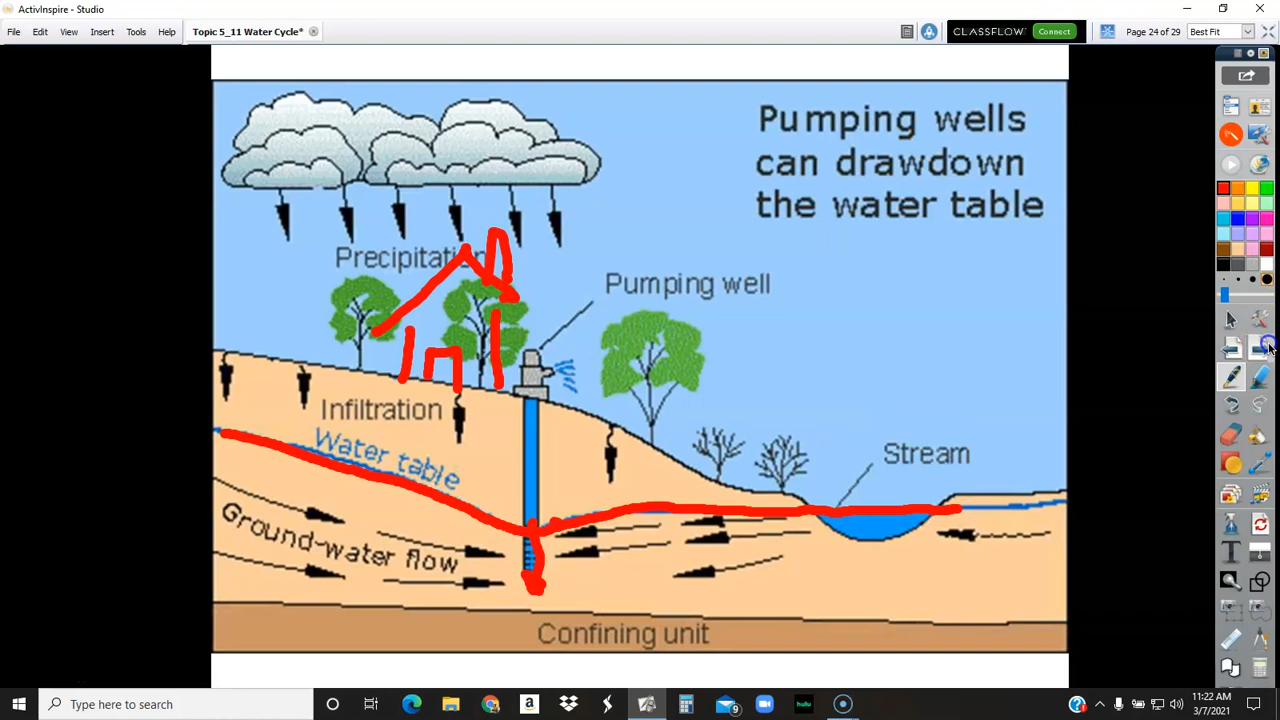 ActivInspire - Studio
File Edit View Insert Tools Help Topic 5_11 Water Cycle* CLASSFLOW Connect Page 24 of 29 Best Fit
Pumping wells
can drawdown
the water table
Precipitation
Pumping well
Infiltration
Water table
Stream
Ground-water flow
Confining unit
Type here to search
9
hulu
11:22 AM
3/7/2021